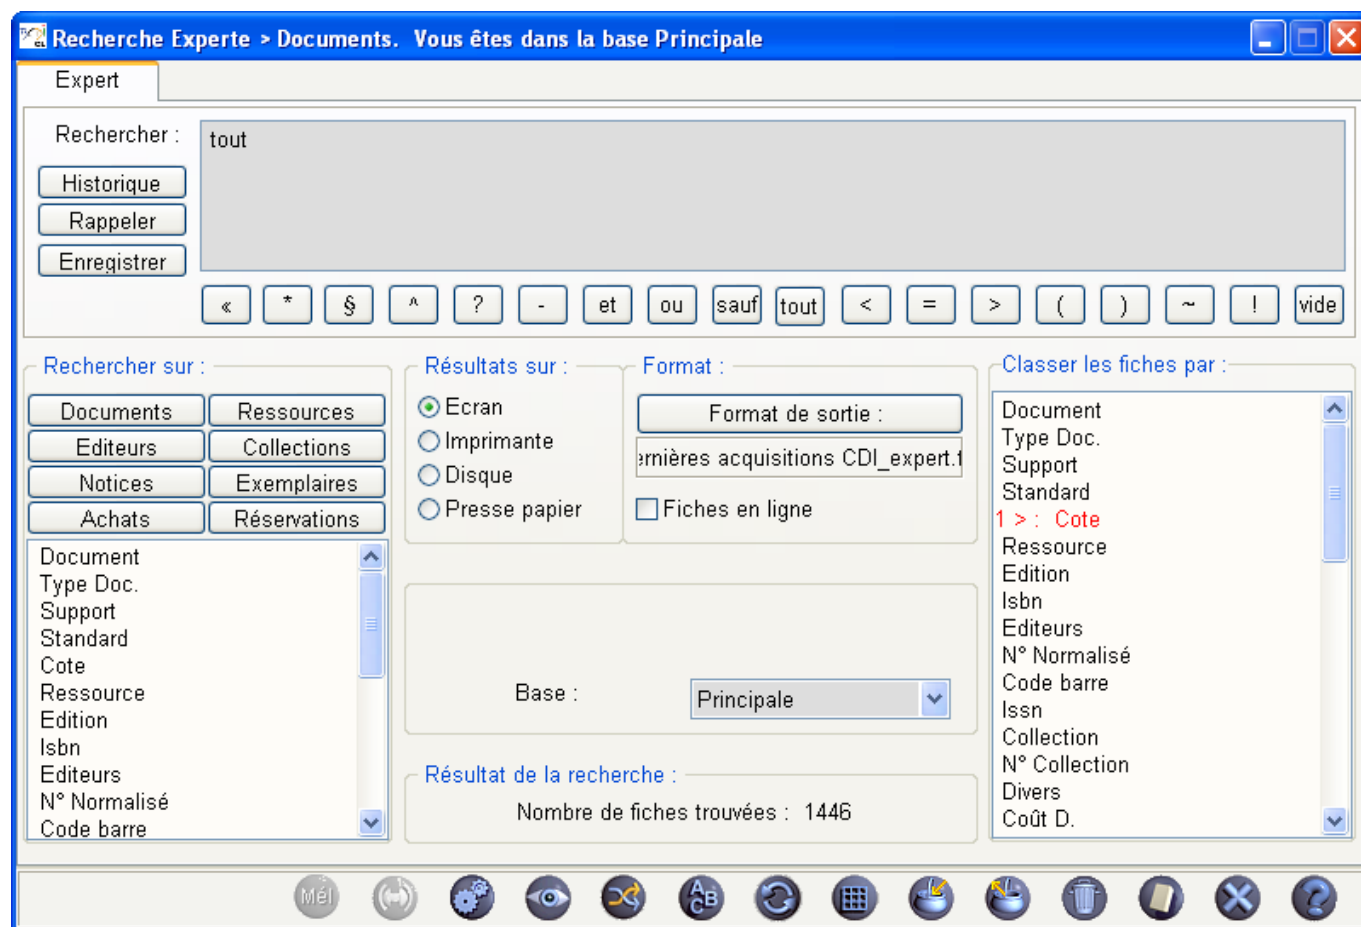 Recherche Experte > Documents. Vous êtes dans la base Principale
Expert
Rechercher :
tout
Historique
Rappeler
Enregistrer
« * § ^ ? - et ou sauf tout < = > ( ) ~ ! vide
Rechercher sur :
Documents Ressources
Editeurs Collections
Notices Exemplaires
Achats Réservations
Document
Type Doc.
Support
Standard
Cote
Ressource
Edition
Isbn
Editeurs
N° Normalisé
Code barre
Résultats sur :
Ecran
Imprimante
Disque
Presse papier
Format :
Format de sortie :
ernières acquisitions CDI_expert.t
Fiches en ligne
Base :
Principale
Résultat de la recherche :
Nombre de fiches trouvées : 1446
Classer les fiches par :
Document
Type Doc.
Support
Standard
1 > : Cote
Ressource
Edition
Isbn
Editeurs
N° Normalisé
Code barre
Issn
Collection
N° Collection
Divers
Coût D.
Mél
ABC
?